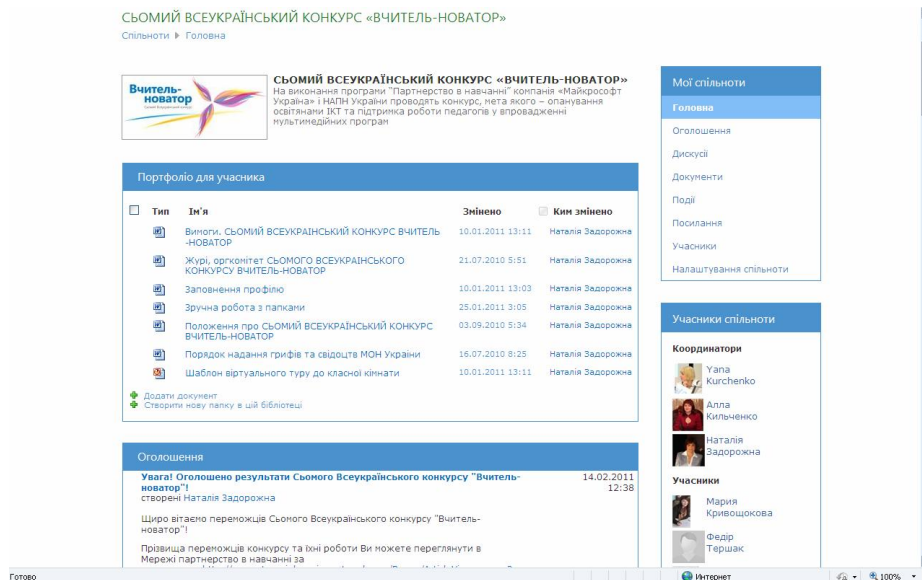 СЬОМИЙ ВСЕУКРАЇНСЬКИЙ КОНКУРС «ВЧИТЕЛЬ-НОВАТОР»
Спільноти ▶ Головна
Вчитель-
новатор
СЬОМИЙ ВСЕУКРАЇНСЬКИЙ КОНКУРС «ВЧИТЕЛЬ-НОВАТОР»
На виконання програми "Партнерство в навчанні" компанія «Майкрософт
Україна» і НАПН України проводять конкурс, мета якого – опанування
освітянами ІКТ та підтримка роботи педагогів у впровадженні
мультимедійних програм
Портфоліо для учасника
Тип Ім'я Змінено Ким змінено
Вимоги. СЬОМИЙ ВСЕУКРАІНСЬКИЙ КОНКУРС ВЧИТЕЛЬ 10.01.2011 13:11 Наталія Задорожна
-НОВАТОР
Журі, оргкомітет СЬОМОГО ВСЕУКРАІНСЬКОГО 21.07.2010 5:51 Наталія Задорожна
КОНКУРСУ ВЧИТЕЛЬ-НОВАТОР
Заповнення профілю 10.01.2011 13:03 Наталія Задорожна
Зручна робота з папками 25.01.2011 3:05 Наталія Задорожна
Положення про СЬОМИЙ ВСЕУКРАЇНСЬКИЙ КОНКУРС 03.09.2010 5:34 Наталія Задорожна
ВЧИТЕЛЬ-НОВАТОР
Порядок надання грифів та свідоцтв МОН України 16.07.2010 8:25 Наталія Задорожна
Шаблон віртуального туру до класної кімнати 10.01.2011 13:11 Наталія Задорожна
Додати документ
Створити нову папку в цій бібліотеці
Оголошення
Увага! Оголошено результати Сьомого Всеукраїнського конкурсу "Вчитель- 14.02.2011
новатор"! 12:38
створені Наталія Задорожна
Щиро вітаємо переможців Сьомого Всеукраїнського конкурсу "Вчитель-
новатор"!
Прізвища переможців конкурсу та їхні роботи Ви можете переглянути в
Мережі партнерство в навчанні за
Мої спільноти
Головна
Оголошення
Дискусії
Документи
Події
Посилання
Учасники
Налаштування спільноти
Учасники спільноти
Координатори
Yana
Kurchenko
Алла
Кильченко
Наталія
Задорожна
Учасники
Мария
Кривощокова
Федір
Тершак
Готово Интернет 100%